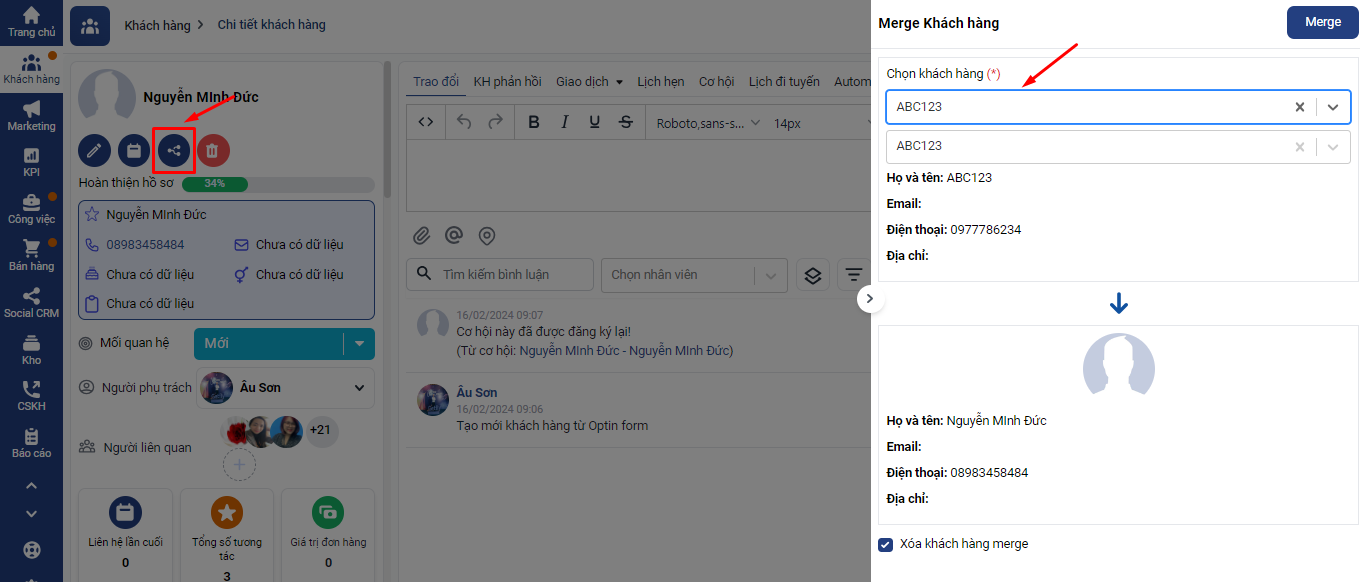 Trang chủ
Khách hàng
Marketing
KPI
Công việc
Bán hàng
Social CRM
Kho
CSKH
Báo cáo
Khách hàng
Chi tiết khách hàng
Nguyễn MInh Đức
Hoàn thiện hồ sơ 34%
Nguyễn MInh Đức
08983458484 Chưa có dữ liệu
Chưa có dữ liệu Chưa có dữ liệu
Chưa có dữ liệu
Mối quan hệ Mới
Người phụ trách Âu Sơn
Người liên quan +21
Liên hệ lần cuối
0
Tổng số tương
tác
3
Giá trị đơn hàng
0
Trao đổi KH phản hồi Giao dịch Lịch hẹn Cơ hội Lịch đi tuyến Autom
B I U S Roboto,sans-s... 14px
Tìm kiếm bình luận Chọn nhân viên
16/02/2024 09:07
Cơ hội này đã được đăng ký lại!
(Từ cơ hội: Nguyễn MInh Đức - Nguyễn MInh Đức)
Âu Sơn
16/02/2024 09:06
Tạo mới khách hàng từ Optin form
Merge Khách hàng Merge
Chọn khách hàng (*)
ABC123
ABC123
Họ và tên: ABC123
Email:
Điện thoại: 0977786234
Địa chỉ:
Họ và tên: Nguyễn MInh Đức
Email:
Điện thoại: 08983458484
Địa chỉ:
Xóa khách hàng merge